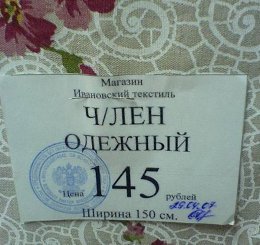 Магазин
Ивановский текстиль
Ч/ЛЕН
ОДЕЖНЫЙ
Цена 145 рублей
Ширина 150 см.